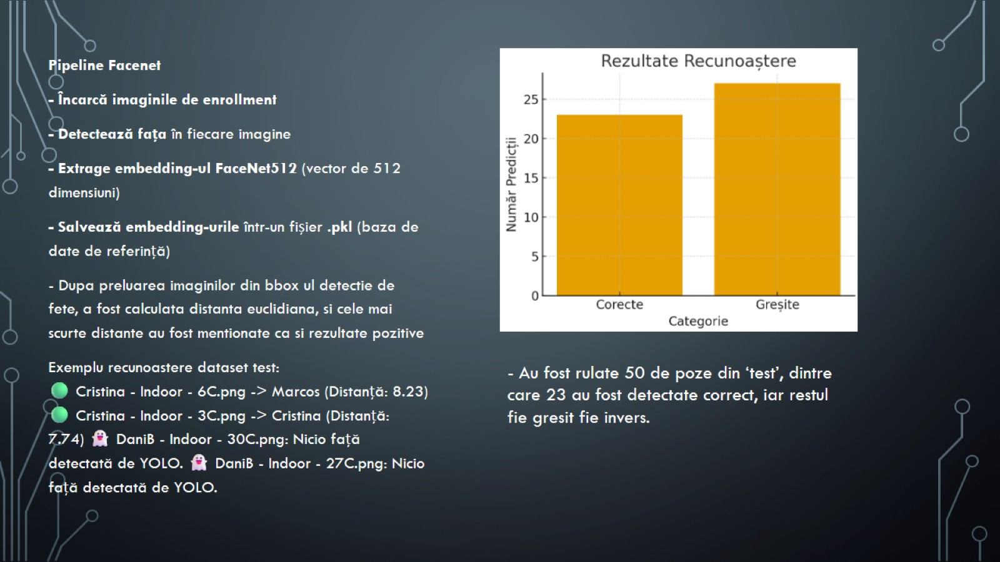 Pipeline Facenet
- Încarcă imaginile de enrollment
- Detectează fața în fiecare imagine
- Extrage embedding-ul FaceNet512 (vector de 512
dimensiuni)
- Salvează embedding-urile într-un fișier .pkl (baza de
date de referință)
- Dupa preluarea imaginilor din bbox ul detectie de
fete, a fost calculata distanta euclidiana, si cele mai
scurte distante au fost mentionate ca si rezultate pozitive
Exemplu recunoastere dataset test:
🟢 Cristina - Indoor - 6C.png -> Marcos (Distanță: 8.23)
🟢 Cristina - Indoor - 3C.png -> Cristina (Distanță:
7.74) 👻 DaniB - Indoor - 30C.png: Nicio față
detectată de YOLO. 👻 DaniB - Indoor - 27C.png: Nicio
față detectată de YOLO.
Rezultate Recunoaștere
Număr Predicții
25
20
15
10
5
0
Corecte Greșite
Categorie
- Au fost rulate 50 de poze din ‘test’, dintre
care 23 au fost detectate correct, iar restul
fie gresit fie invers.